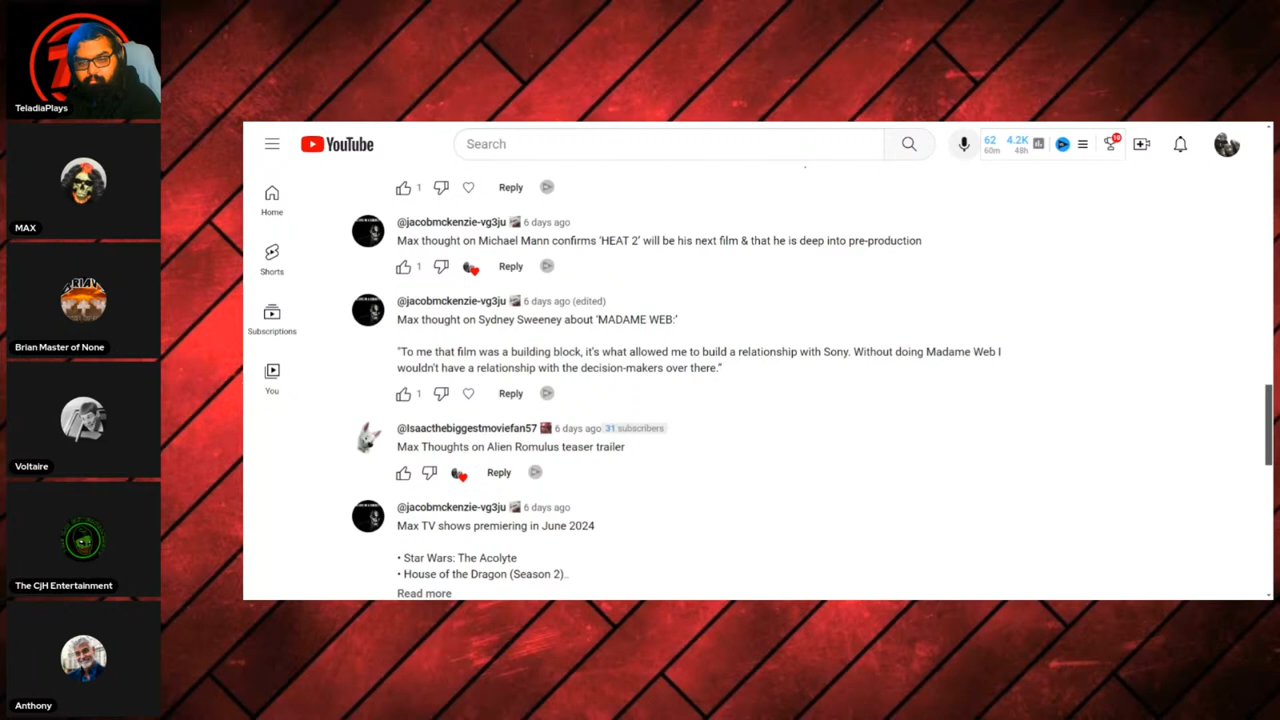 TeladiaPlays
MAX
BRIAN
Brian Master of None
Voltaire
The CjH Entertainment
Anthony
YouTube
Search
62 4.2K
60m 48h
10
Home
Shorts
Subscriptions
You
1 Reply
@jacobmckenzie-vg3ju 6 days ago
Max thought on Michael Mann confirms ‘HEAT 2’ will be his next film & that he is deep into pre-production
1 Reply
@jacobmckenzie-vg3ju 6 days ago (edited)
Max thought on Sydney Sweeney about ‘MADAME WEB:’
“To me that film was a building block, it's what allowed me to build a relationship with Sony. Without doing Madame Web I
wouldn't have a relationship with the decision-makers over there.”
1 Reply
@Isaacthebiggestmoviefan57 6 days ago 31 subscribers
Max Thoughts on Alien Romulus teaser trailer
Reply
@jacobmckenzie-vg3ju 6 days ago
Max TV shows premiering in June 2024
• Star Wars: The Acolyte
• House of the Dragon (Season 2)..
Read more